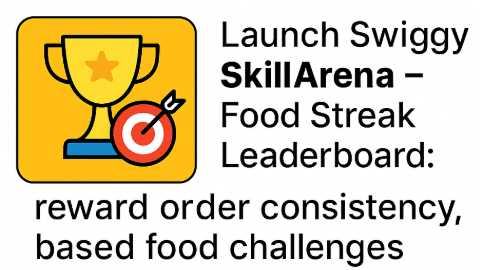 Launch Swiggy
SkillArena –
Food Streak
Leaderboard:
reward order consistency,
based food challenges